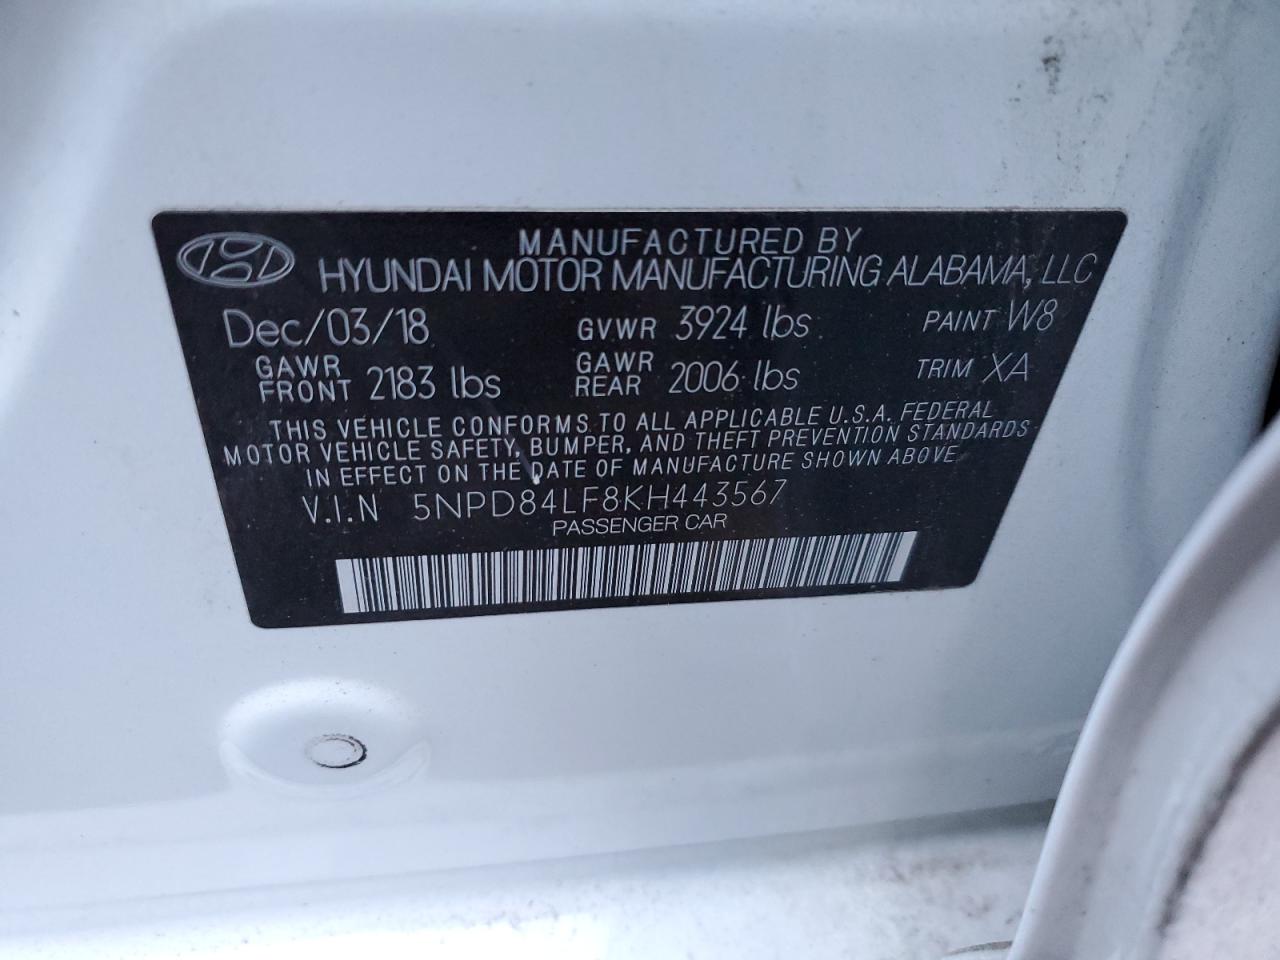 MANUFACTURED BY
HYUNDAI MOTOR MANUFACTURING ALABAMA, LLC
Dec/03/18 GVWR 3924 lbs PAINT W8
GAWR FRONT 2183 lbs GAWR REAR 2006 lbs TRIM XA
THIS VEHICLE CONFORMS TO ALL APPLICABLE U.S.A. FEDERAL
MOTOR VEHICLE SAFETY, BUMPER, AND THEFT PREVENTION STANDARDS
IN EFFECT ON THE DATE OF MANUFACTURE SHOWN ABOVE
V.I.N 5NPD84LF8KH443567
PASSENGER CAR